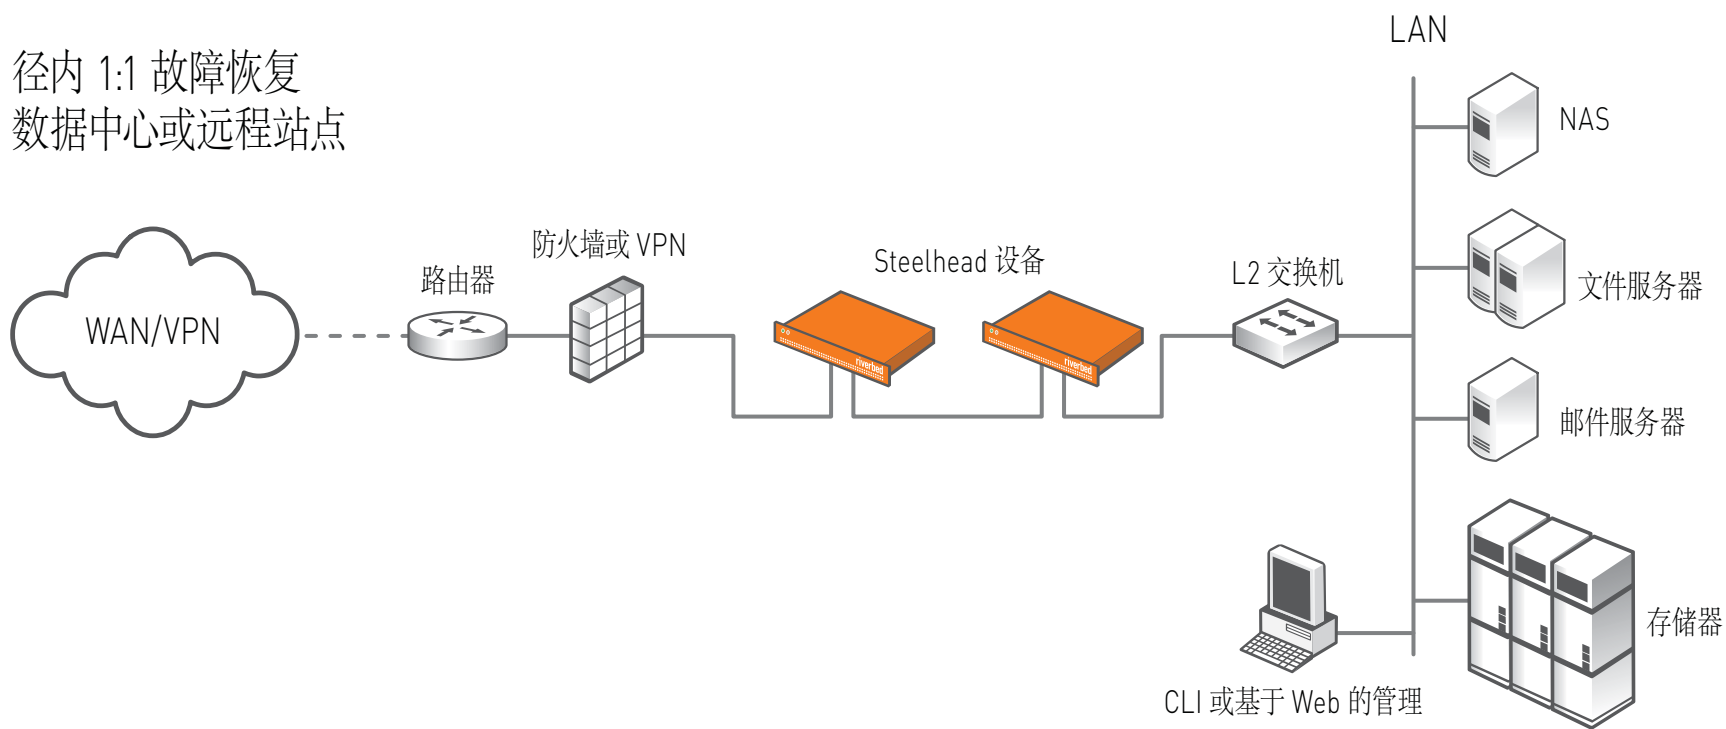 径内 1:1 故障恢复
数据中心或远程站点
LAN
NAS
防火墙或 VPN
Steelhead 设备
路由器
L2 交换机
文件服务器
WAN/VPN
riverbed
riverbed
邮件服务器
存储器
CLI 或基于 Web 的管理